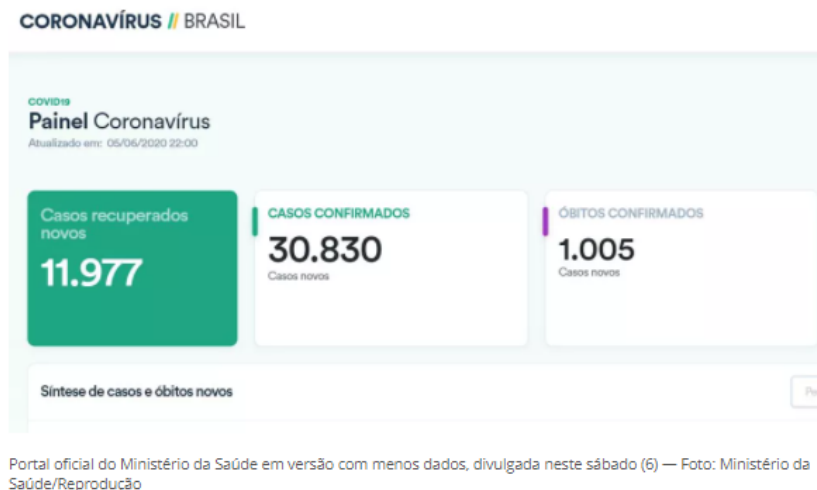 CORONAVÍRUS // BRASIL
COVID19
Painel Coronavírus
Atualizado em: 05/06/2020 22:00
Casos recuperados
novos
11.977
CASOS CONFIRMADOS
30.830
Casos novos
ÓBITOS CONFIRMADOS
1.005
Casos novos
Síntese de casos e óbitos novos
Portal oficial do Ministério da Saúde em versão com menos dados, divulgada neste sábado (6) — Foto: Ministério da
Saúde/Reprodução